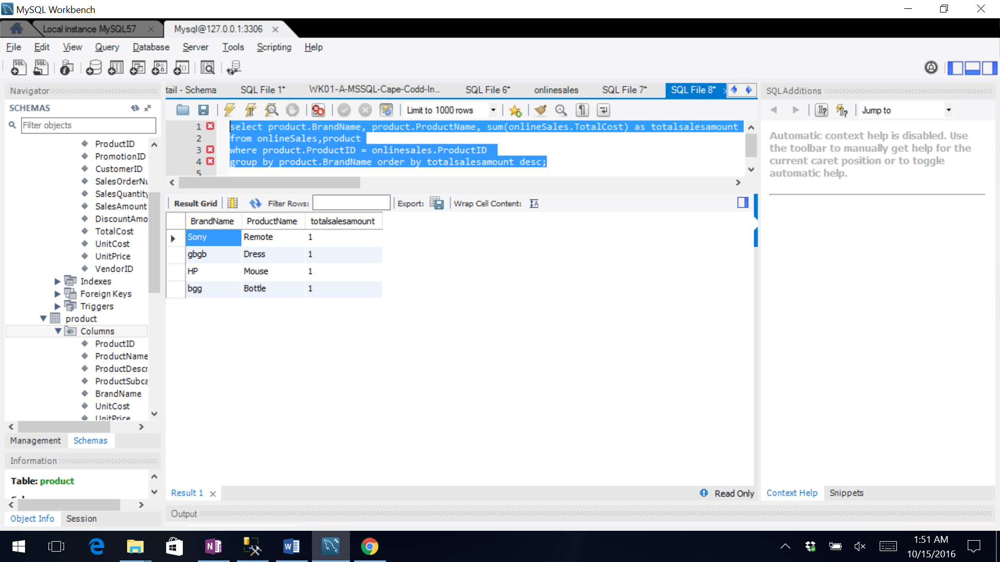 MySQL Workbench
Local instance MySQL57
Mysql@127.0.0.1:3306
File Edit View Query Database Server Tools Scripting Help
Navigator
SCHEMAS
Filter objects
ProductID
PromotionID
CustomerID
SalesOrderNu
SalesQuantity
SalesAmount
DiscountAmo
TotalCost
UnitCost
UnitPrice
VendorID
Indexes
Foreign Keys
Triggers
product
Columns
ProductID
ProductName
ProductDescr
ProductSubca
BrandName
UnitCost
UnitPrice
Management Schemas
Information
Table: product
Object Info Session
tail - Schema SQL File 1* WK01-A-MSSQL-Cape-Codd-In... SQL File 6* onlinesales SQL File 7* SQL File 8*
Limit to 1000 rows
1 select product.BrandName, product.ProductName, sum(onlineSales.TotalCost) as totalsalesamount
2 from onlineSales,product
3 where product.ProductID = onlinesales.ProductID
4 group by product.BrandName order by totalsalesamount desc;
5
Result Grid Filter Rows: Export: Wrap Cell Content:
BrandName ProductName totalsalesamount
Sony Remote 1
gbgb Dress 1
HP Mouse 1
bgg Bottle 1
Result 1
Read Only
Output
SQLAdditions
Jump to
Automatic context help is disabled. Use
the toolbar to manually get help for the
current caret position or to toggle
automatic help.
Context Help Snippets
1:51 AM
10/15/2016